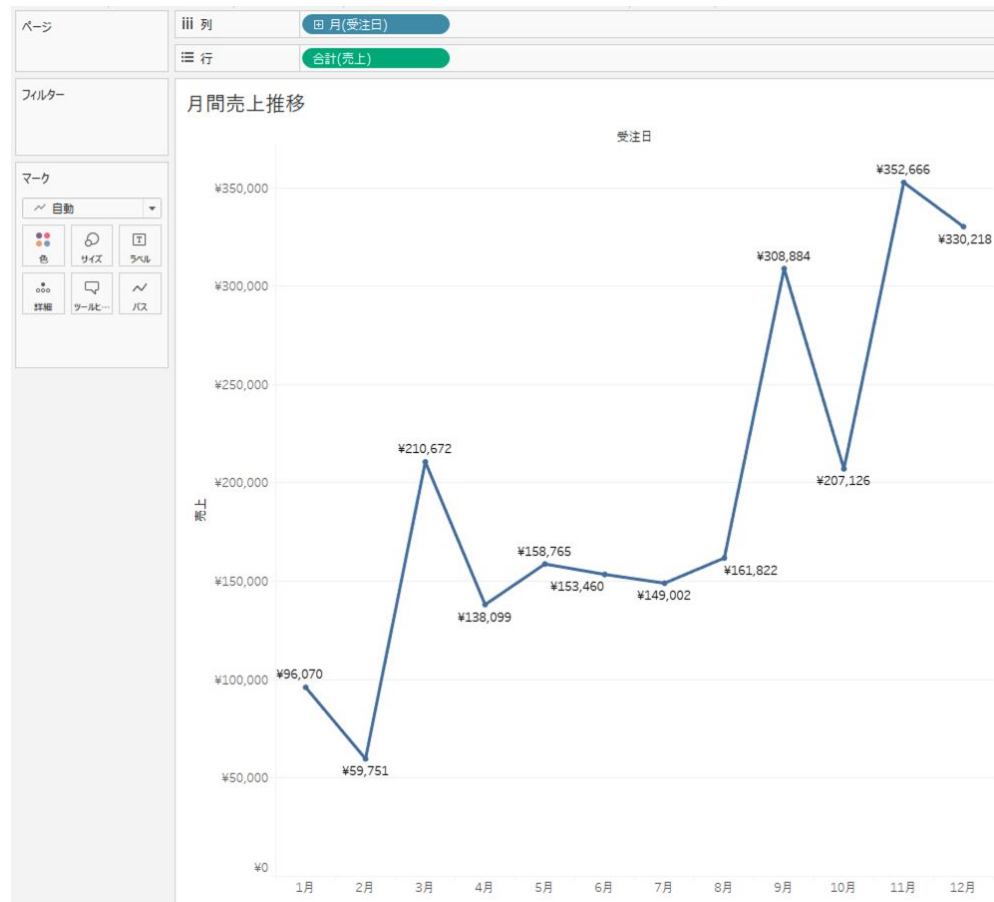 ページ
iii 列
月(受注日)
行
合計(売上)
フィルター
マーク
自動
色
サイズ
ラベル
詳細
ツールヒ…
パス
月間売上推移
受注日
売上
¥350,000
¥300,000
¥250,000
¥200,000
¥150,000
¥100,000
¥50,000
¥0
¥96,070
¥59,751
¥210,672
¥138,099
¥158,765
¥153,460
¥149,002
¥161,822
¥308,884
¥207,126
¥352,666
¥330,218
1月 2月 3月 4月 5月 6月 7月 8月 9月 10月 11月 12月